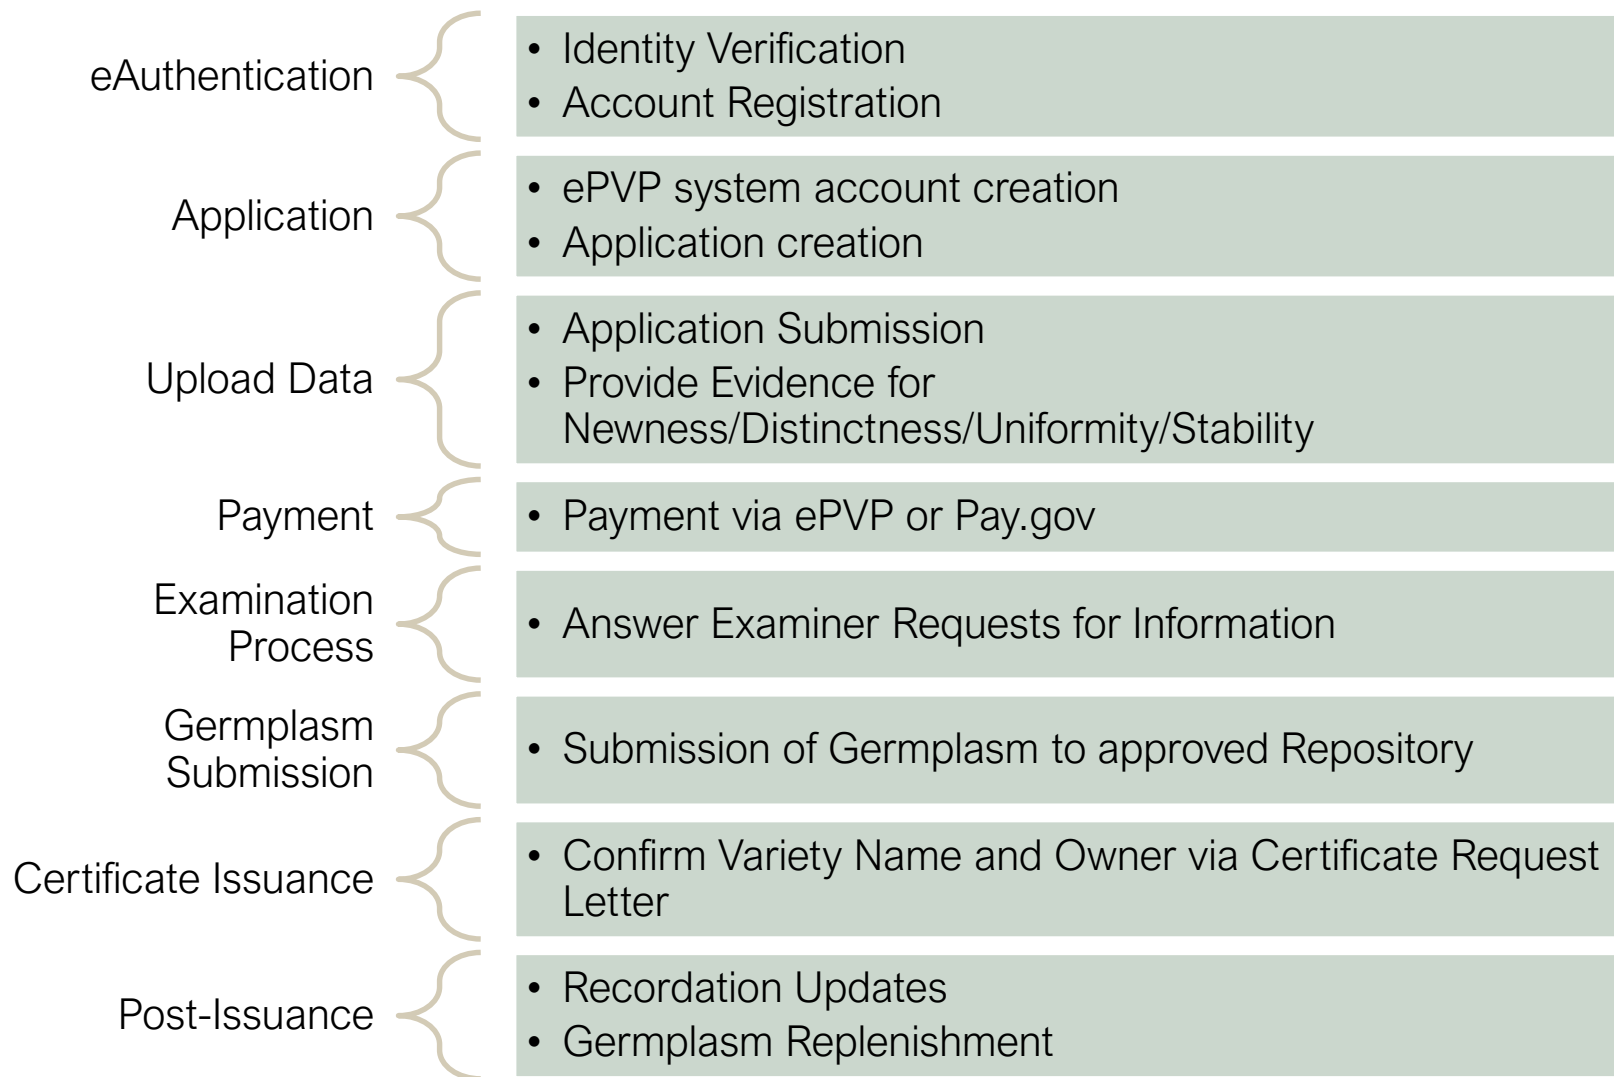 eAuthentication
• Identity Verification
• Account Registration
Application
• ePVP system account creation
• Application creation
Upload Data
• Application Submission
• Provide Evidence for
Newness/Distinctness/Uniformity/Stability
Payment
• Payment via ePVP or Pay.gov
Examination
Process
• Answer Examiner Requests for Information
Germplasm
Submission
• Submission of Germplasm to approved Repository
Certificate Issuance
• Confirm Variety Name and Owner via Certificate Request
Letter
Post-Issuance
• Recordation Updates
• Germplasm Replenishment